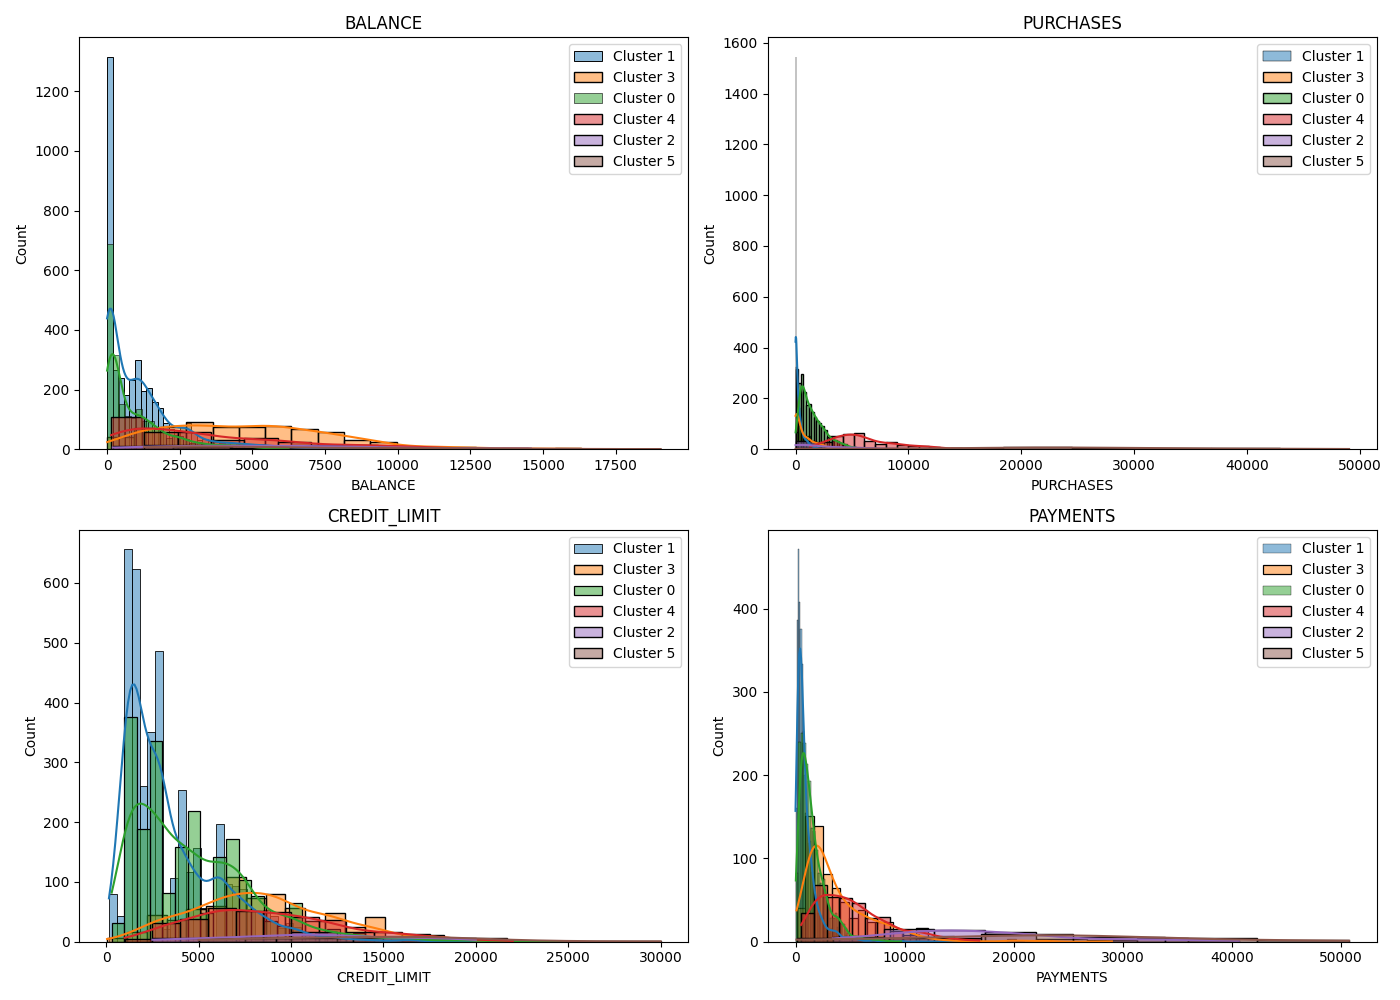 BALANCE
Cluster 1
Cluster 3
Cluster 0
Cluster 4
Cluster 2
Cluster 5
1200
1000
800
600
400
200
0
Count
0 2500 5000 7500 10000 12500 15000 17500
BALANCE
PURCHASES
Cluster 1
Cluster 3
Cluster 0
Cluster 4
Cluster 2
Cluster 5
1600
1400
1200
1000
800
600
400
200
0
Count
0 10000 20000 30000 40000 50000
PURCHASES
CREDIT_LIMIT
Cluster 1
Cluster 3
Cluster 0
Cluster 4
Cluster 2
Cluster 5
600
500
400
300
200
100
0
Count
0 5000 10000 15000 20000 25000 30000
CREDIT_LIMIT
PAYMENTS
Cluster 1
Cluster 3
Cluster 0
Cluster 4
Cluster 2
Cluster 5
400
300
200
100
0
Count
0 10000 20000 30000 40000 50000
PAYMENTS